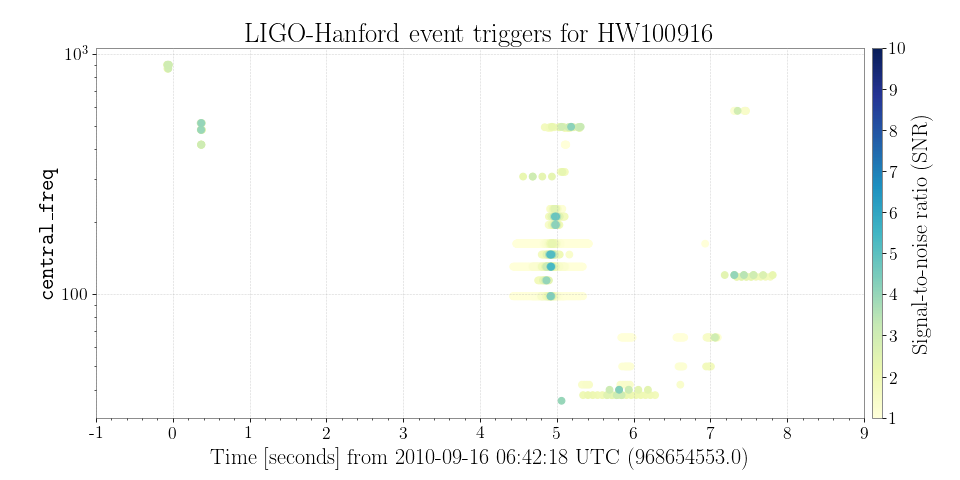 LIGO-Hanford event triggers for HW100916
10³
100
central_freq
-1 0 1 2 3 4 5 6 7 8 9
Time [seconds] from 2010-09-16 06:42:18 UTC (968654553.0)
10
9
8
7
6
5
4
3
2
1
Signal-to-noise ratio (SNR)